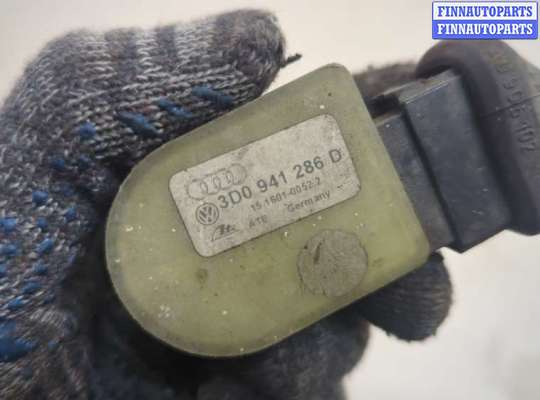 FINNAUTOPARTS
FINNAUTOPARTS
3D0 941 286 D
15.1601-0052.2
ATE Germany